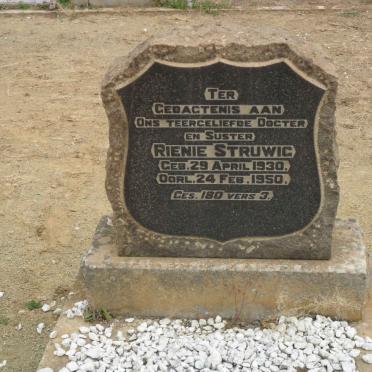 TER
GEDAGTENIS AAN
ONS TEERGELIEFDE DOGTER
EN SUSTER
RIENIE STRUWIG
GEB. 29 APRIL 1930.
OORL. 24 FEB. 1950.
GES. 180 VERS 3.